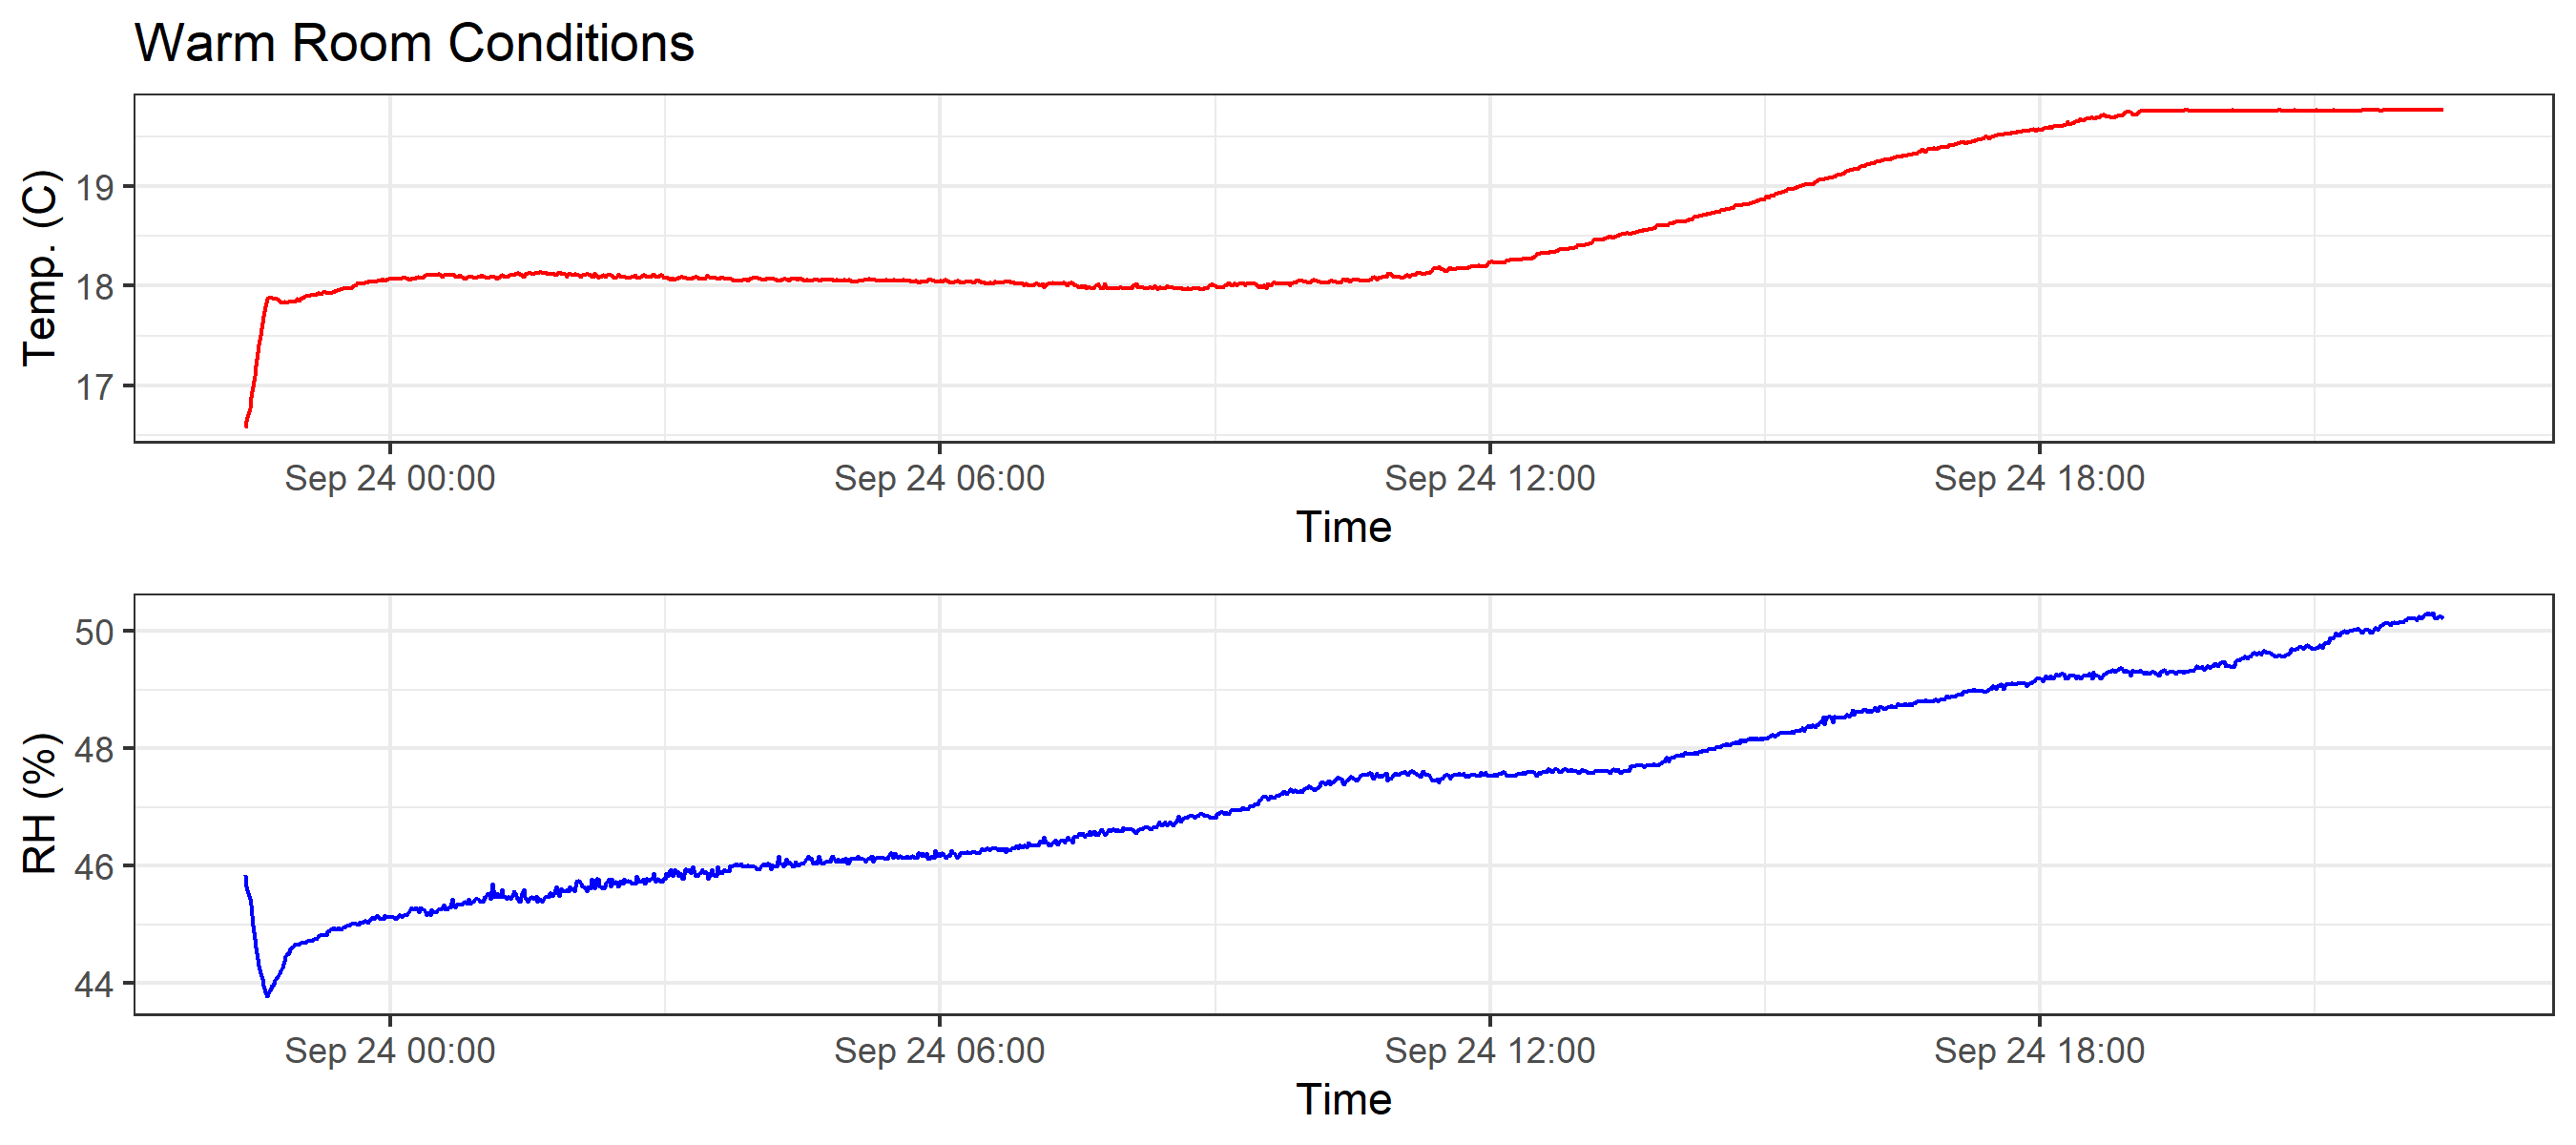 Warm Room Conditions
Temp. (C)
19
18
17
Sep 24 00:00 Sep 24 06:00 Sep 24 12:00 Sep 24 18:00
Time
RH (%)
50
48
46
44
Sep 24 00:00 Sep 24 06:00 Sep 24 12:00 Sep 24 18:00
Time